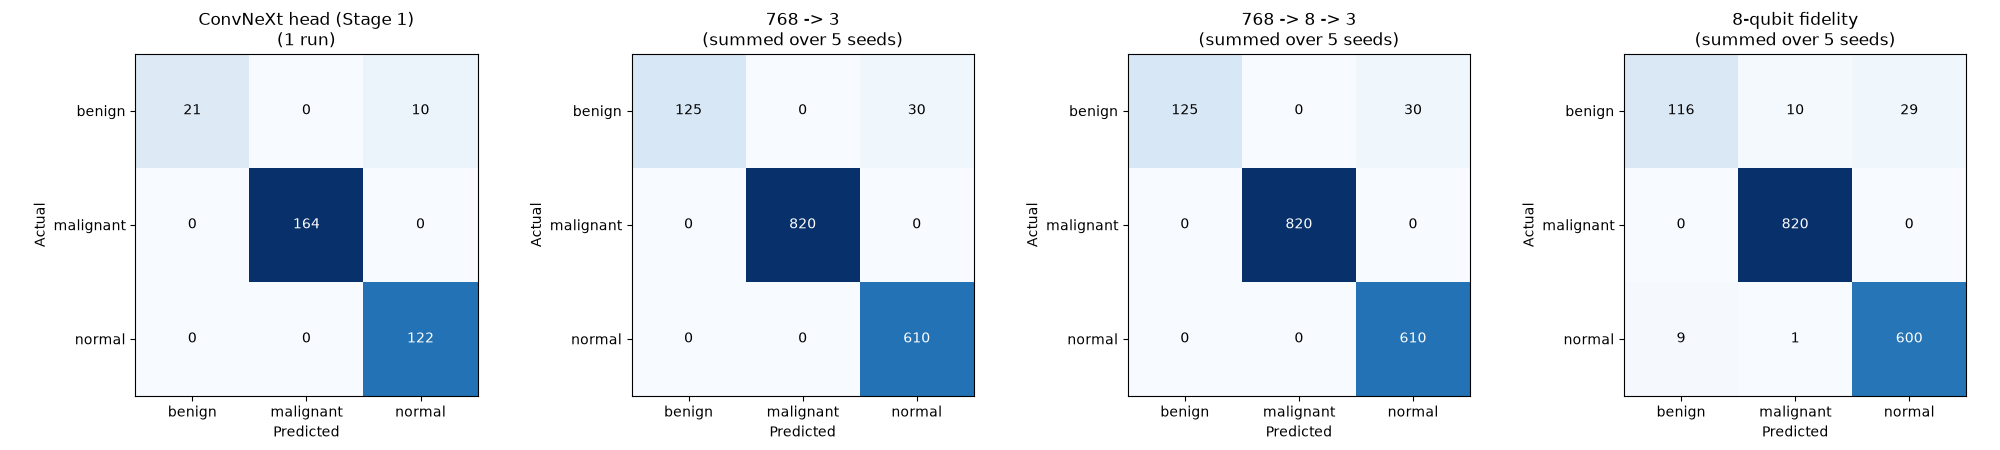 ConvNeXt head (Stage 1)
(1 run)
Actual
benign
21
0
10
malignant
0
164
0
normal
0
0
122
benign
malignant
normal
Predicted
768 -> 3
(summed over 5 seeds)
Actual
benign
125
0
30
malignant
0
820
0
normal
0
0
610
benign
malignant
normal
Predicted
768 -> 8 -> 3
(summed over 5 seeds)
Actual
benign
125
0
30
malignant
0
820
0
normal
0
0
610
benign
malignant
normal
Predicted
8-qubit fidelity
(summed over 5 seeds)
Actual
benign
116
10
29
malignant
0
820
0
normal
9
1
600
benign
malignant
normal
Predicted